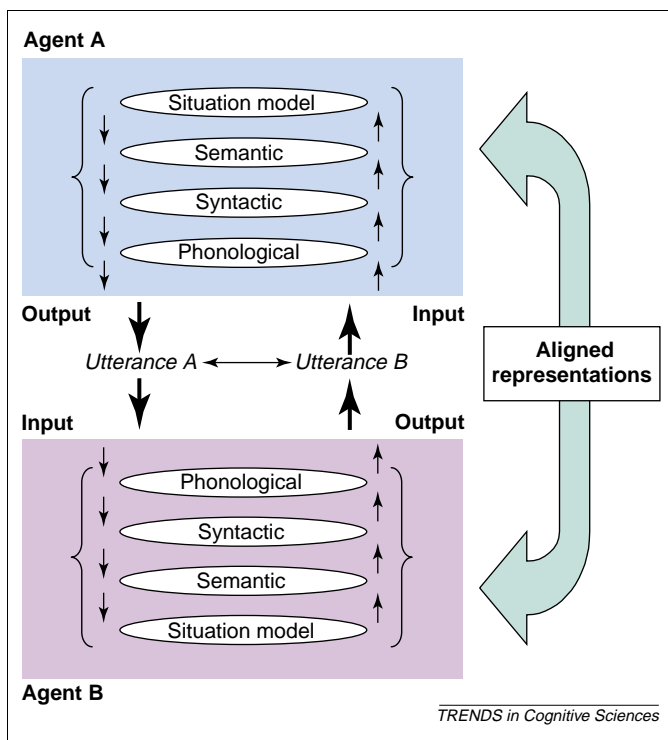 Agent A
Situation model
Semantic
Syntactic
Phonological
Output Input
Utterance A Utterance B
Aligned
representations
Input Output
Phonological
Syntactic
Semantic
Situation model
Agent B
TRENDS in Cognitive Sciences